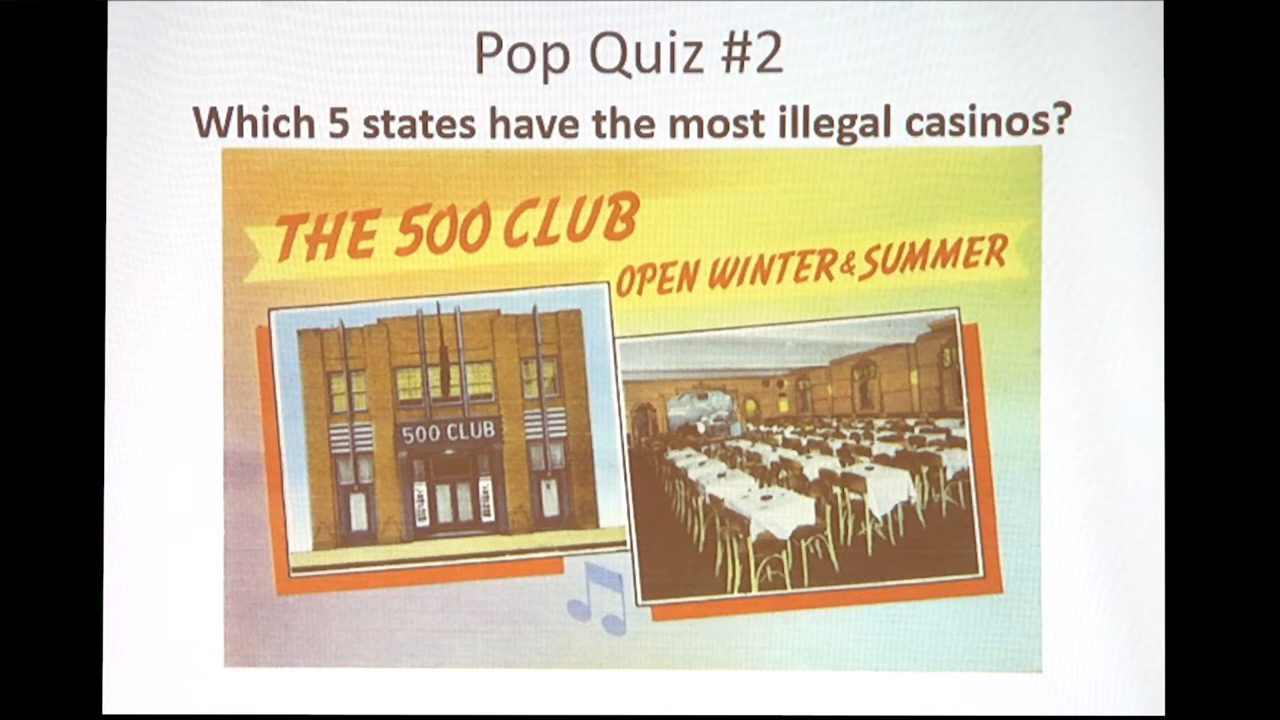 Pop Quiz #2
Which 5 states have the most illegal casinos?
THE 500 CLUB
OPEN WINTER & SUMMER
500 CLUB